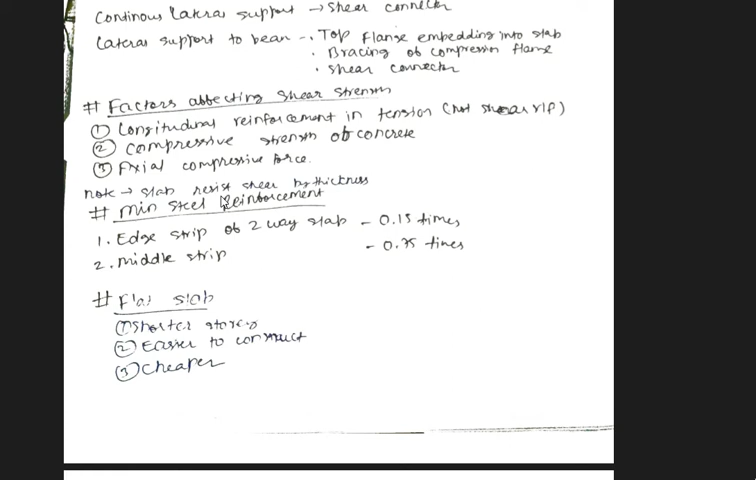 Continous Lateral support → shear connector
Lateral support to beam - · Top flange embedding into slab
· Bracing of compression flame
· shear connector
# Factors affecting shear strength
① Longitudinal reinforcement in tension (not shear r/f)
② compressive strength of concrete
③ Axial compressive force.
note → slab resist shear by thickness
# min steel Reinforcement
1. Edge strip of 2 way slab - 0.15 times
2. middle strip - 0.75 times
# Flat slab
① Shorter storey
② Easier to construct
③ Cheaper